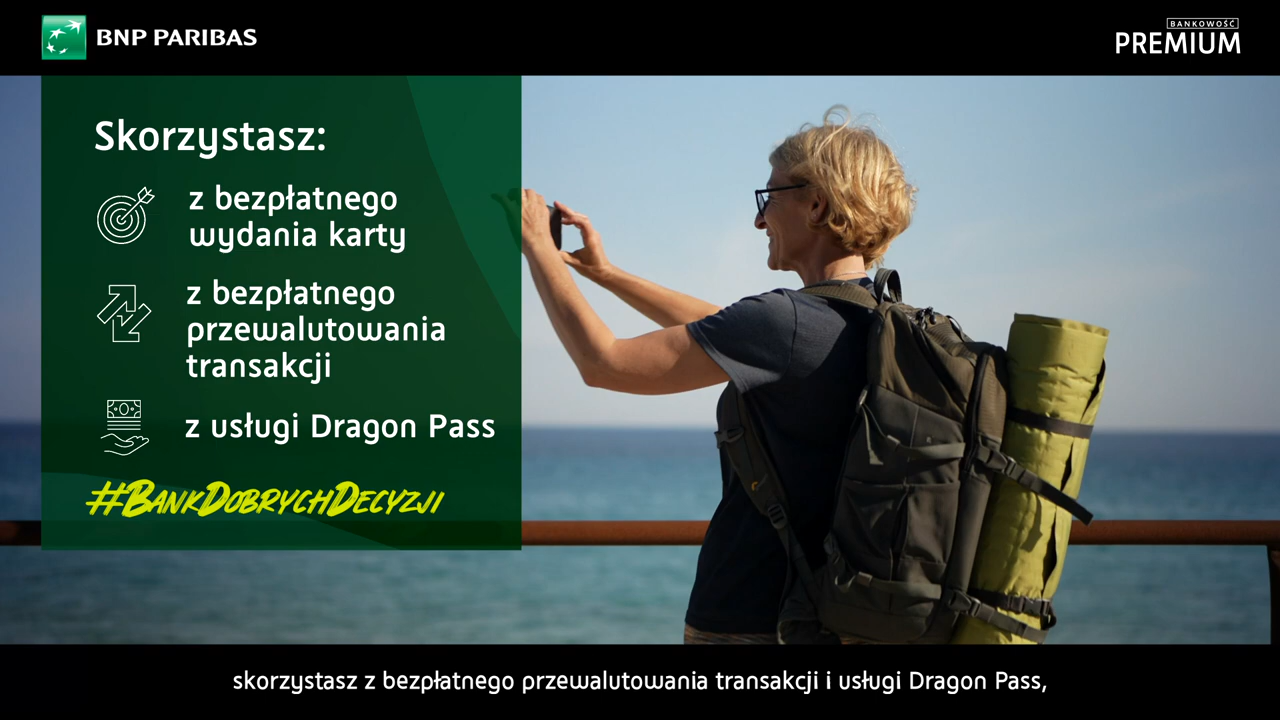 BNP PARIBAS
BANKOWOŚĆ
PREMIUM
Skorzystasz:
z bezpłatnego
wydania karty
z bezpłatnego
przewalutowania
transakcji
z usługi Dragon Pass
#BANKDOBRYCHDECYZJI
skorzystasz z bezpłatnego przewalutowania transakcji i usługi Dragon Pass,